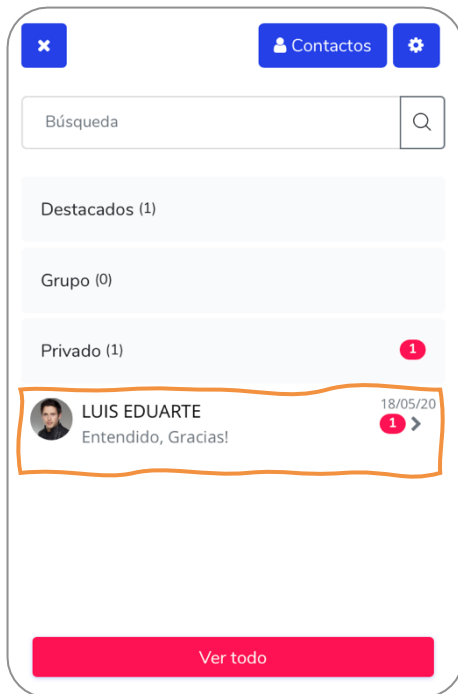 Contactos
Búsqueda
Destacados (1)
Grupo (0)
Privado (1) 1
LUIS EDUARTE 18/05/20
Entendido, Gracias! 1
Ver todo